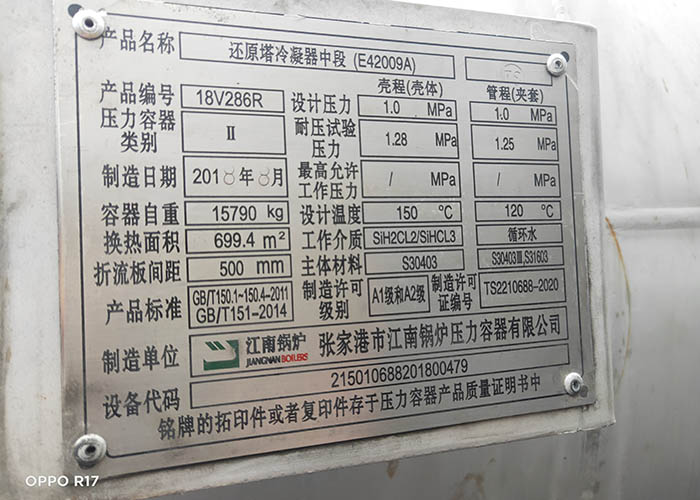 产品名称 还原塔冷凝器中段 (E42009A)
壳程(壳体) 管程(夹套)
产品编号 18V286R 设计压力 1.0 MPa 1.0 MPa
压力容器类别 II 耐压试验压力 1.28 MPa 1.25 MPa
制造日期 2018年8月 最高允许工作压力 / MPa / MPa
容器自重 15790 kg 设计温度 150 ℃ 120 ℃
换热面积 699.4 m² 工作介质 SiH2CL2/SiHCL3 循环水
折流板间距 500 mm 主体材料 S30403 S30403III,S31603
产品标准 GB/T150.1~150.4-2011 GB/T151-2014 制造许可级别 A1级和A2级 制造许可证编号 TS2210688-2020
制造单位 江南锅炉 JIANGNAN BOILERS 张家港市江南锅炉压力容器有限公司
设备代码 215010688201800479
铭牌的拓印件或者复印件存于压力容器产品质量证明书中
OPPO R17